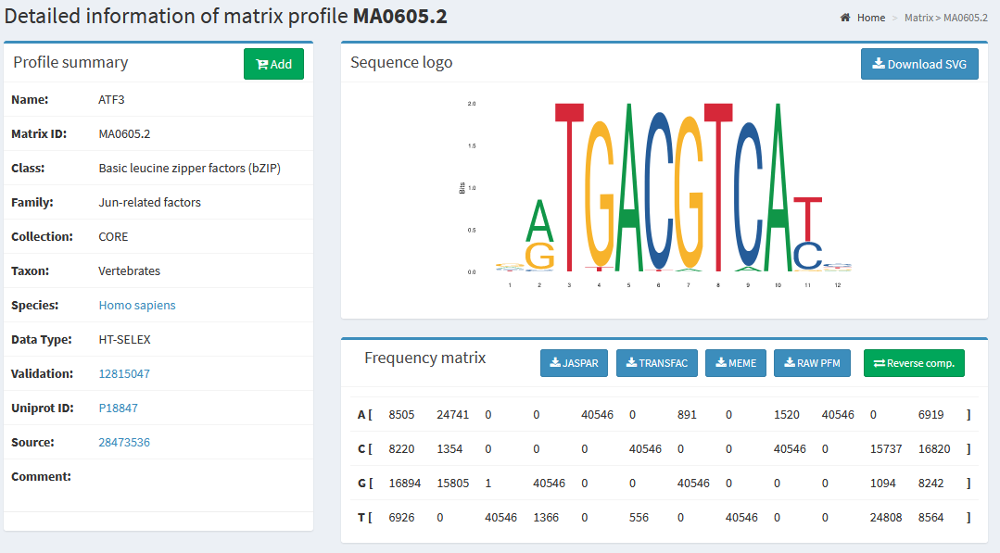 Detailed information of matrix profile MA0605.2
Home > Matrix > MA0605.2
Profile summary
Add
Name: ATF3
Matrix ID: MA0605.2
Class: Basic leucine zipper factors (bZIP)
Family: Jun-related factors
Collection: CORE
Taxon: Vertebrates
Species: Homo sapiens
Data Type: HT-SELEX
Validation: 12815047
Uniprot ID: P18847
Source: 28473536
Comment:
Sequence logo
Download SVG
2.0
1.5
Bits
1.0
0.5
0.0
A
G
T
G
A
C
G
T
C
A
T
C
1 2 3 4 5 6 7 8 9 10 11 12
Frequency matrix
JASPAR
TRANSFAC
MEME
RAW PFM
Reverse comp.
A [ 8505 24741 0 0 40546 0 891 0 1520 40546 0 6919 ]
C [ 8220 1354 0 0 0 40546 0 0 40546 0 15737 16820 ]
G [ 16894 15805 1 40546 0 0 40546 0 0 0 1094 8242 ]
T [ 6926 0 40546 1366 0 556 0 40546 0 0 24808 8564 ]